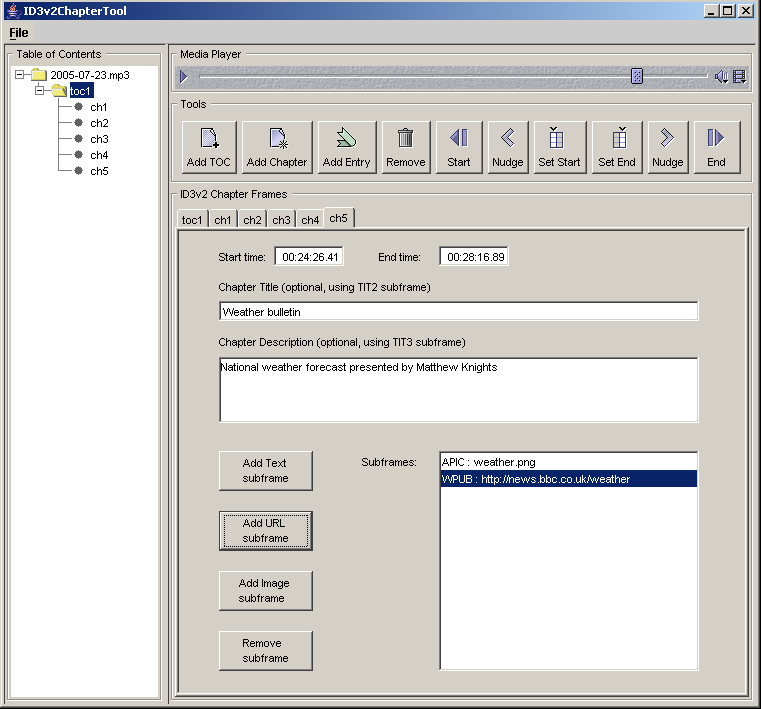 ID3v2ChapterTool
File
Table of Contents
2005-07-23.mp3
toc1
ch1
ch2
ch3
ch4
ch5
Media Player
Tools
Add TOC
Add Chapter
Add Entry
Remove
Start
Nudge
Set Start
Set End
Nudge
End
ID3v2 Chapter Frames
toc1 ch1 ch2 ch3 ch4 ch5
Start time: 00:24:26.41 End time: 00:28:16.89
Chapter Title (optional, using TIT2 subframe)
Weather bulletin
Chapter Description (optional, using TIT3 subframe)
National weather forecast presented by Matthew Knights
Add Text
subframe
Add URL
subframe
Add Image
subframe
Remove
subframe
Subframes:
APIC : weather.png
WPUB : http://news.bbc.co.uk/weather